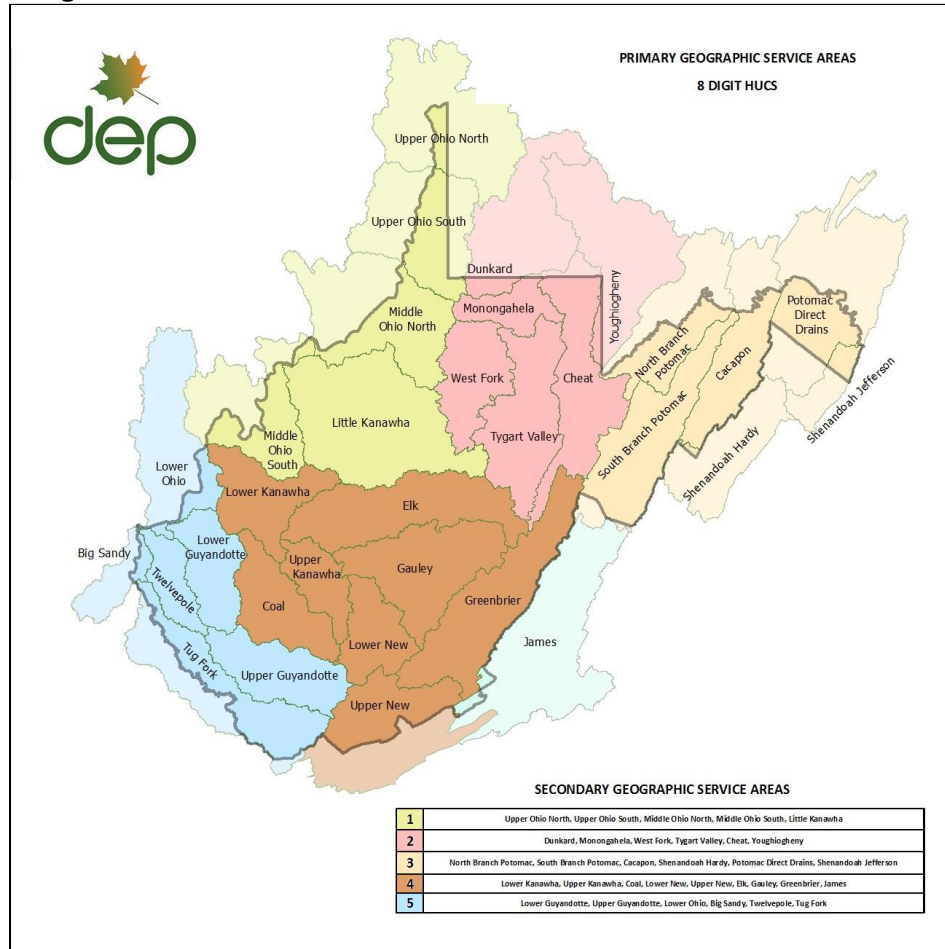 PRIMARY GEOGRAPHIC SERVICE AREAS
8 DIGIT HUCS
dep
Upper Ohio North
Upper Ohio South
Dunkard
Youghiogheny
Middle
Ohio North
Monongahela
Potomac
Direct
Drains
North Branch
Potomac
Cacapon
West Fork
Cheat
Shenandoah Jefferson
Little Kanawha
Middle
Ohio
South
Tygart Valley
South Branch Potomac
Shenandoah Hardy
Lower
Ohio
Lower Kanawha
Elk
Big Sandy
Lower
Guyandotte
Upper
Kanawha
Gauley
Twelvepole
Coal
Greenbrier
Lower New
James
Tug Fork
Upper Guyandotte
Upper New
SECONDARY GEOGRAPHIC SERVICE AREAS
1 Upper Ohio North, Upper Ohio South, Middle Ohio North, Middle Ohio South, Little Kanawha
2 Dunkard, Monongahela, West Fork, Tygart Valley, Cheat, Youghiogheny
3 North Branch Potomac, South Branch Potomac, Cacapon, Shenandoah Hardy, Potomac Direct Drains, Shenandoah Jefferson
4 Lower Kanawha, Upper Kanawha, Coal, Lower New, Upper New, Elk, Gauley, Greenbrier, James
5 Lower Guyandotte, Upper Guyandotte, Lower Ohio, Big Sandy, Twelvepole, Tug Fork